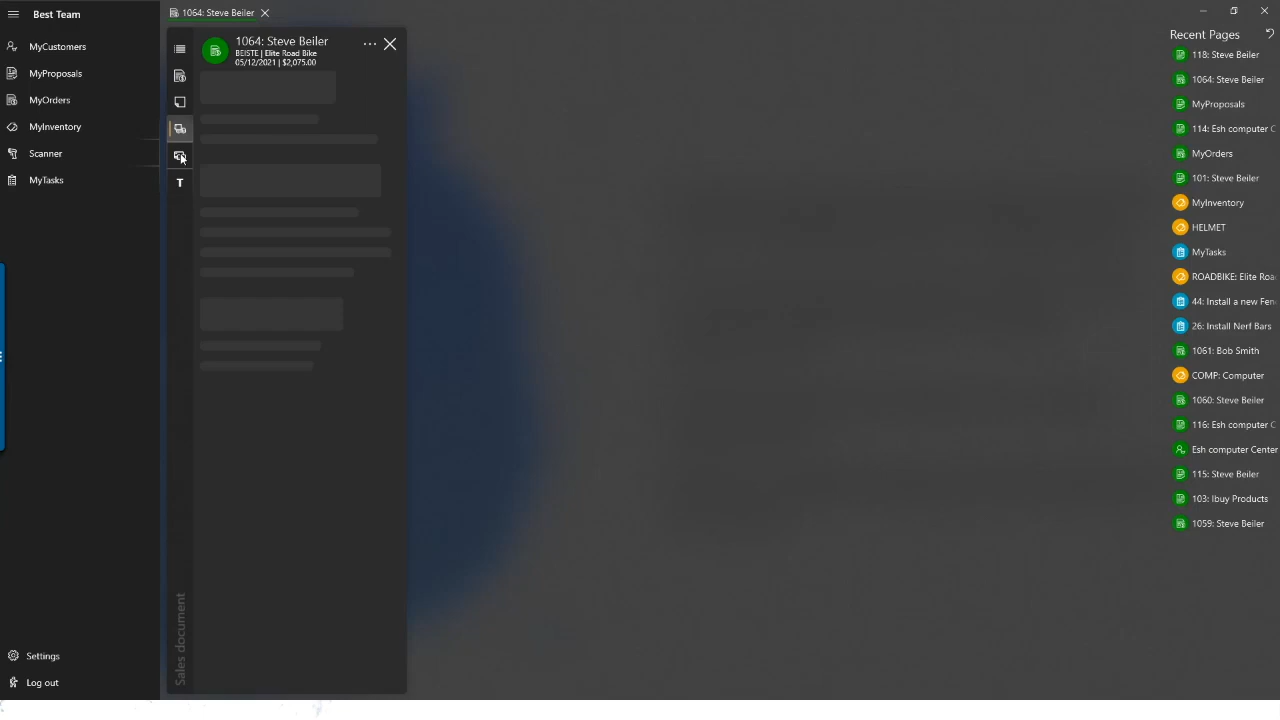 Best Team
MyCustomers
MyProposals
MyOrders
MyInventory
Scanner
MyTasks
Settings
Log out
1064: Steve Beiler
1064: Steve Beiler
BEISTE | Elite Road Bike
05/12/2021 | $2,075.00
T
Sales document
Recent Pages
118: Steve Beiler
1064: Steve Beiler
MyProposals
114: Esh computer C
MyOrders
101: Steve Beiler
MyInventory
HELMET
MyTasks
ROADBIKE: Elite Roa
44: Install a new Fen
26: Install Nerf Bars
1061: Bob Smith
COMP: Computer
1060: Steve Beiler
116: Esh computer C
Esh computer Center
115: Steve Beiler
103: Ibuy Products
1059: Steve Beiler